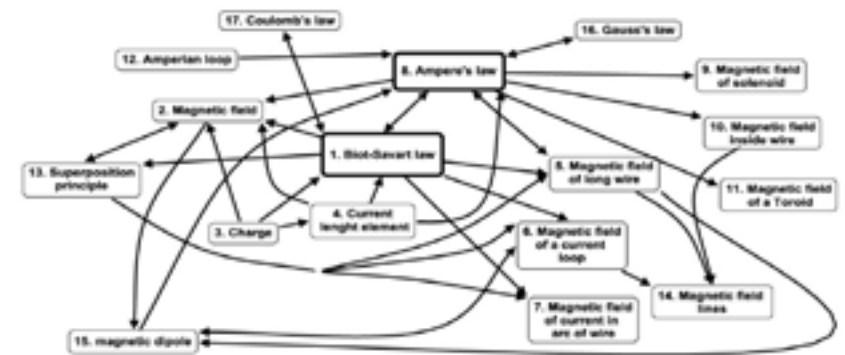 17. Coulomb's law
16. Gauss's law
12. Amperian loop
8. Ampere's law
9. Magnetic field
of solenoid
2. Magnetic field
10. Magnetic field
inside wire
1. Biot-Savart law
13. Superposition
principle
5. Magnetic field
of long wire
11. Magnetic field
of a Toroid
4. Current
lenght element
3. Charge
6. Magnetic field
of a current
loop
14. Magnetic field
lines
7. Magnetic field
of current in
arc of wire
15. magnetic dipole